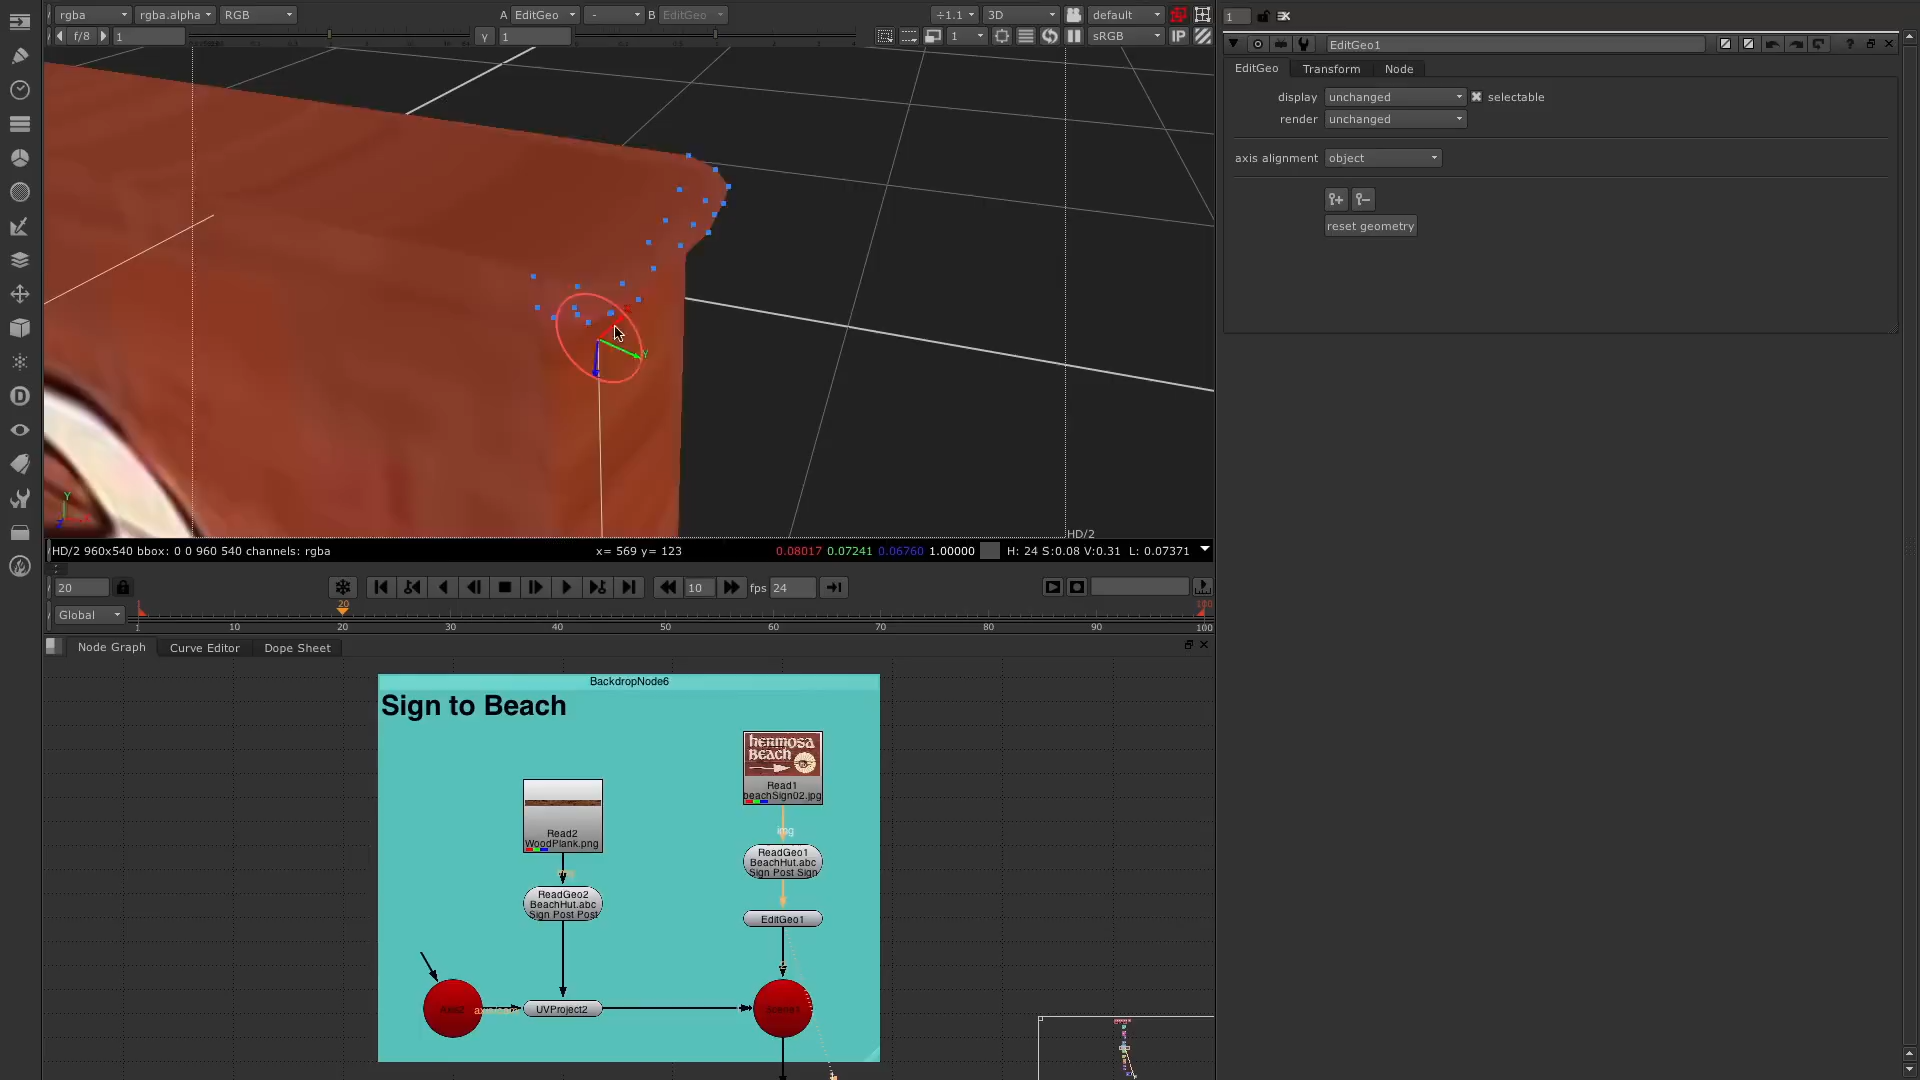 rgba
rgba.alpha
RGB
A
EditGeo
-
B
EditGeo
÷1.1
3D
default
1
EditGeo1
f/8
1
γ
1
1
sRGB
IP
EditGeo
Transform
Node
display
unchanged
selectable
render
unchanged
axis alignment
object
reset geometry
Y
Y
Z
HD/2
HD/2 960x540 bbox: 0 0 960 540 channels: rgba
x= 569 y= 123
0.08017 0.07241 0.06760 1.00000
H: 24 S:0.08 V:0.31 L: 0.07371
20
10
fps
24
Global
20
100
1
10
20
30
40
50
60
70
80
90
100
Node Graph
Curve Editor
Dope Sheet
BackdropNode6
Sign to Beach
hermosa
Beach
Read1
beachSign02.jpg
img
Read2
WoodPlank.png
ReadGeo1
BeachHut.abc
Sign Post Sign
ReadGeo2
BeachHut.abc
Sign Post Post
EditGeo1
UVProject2
Scene1